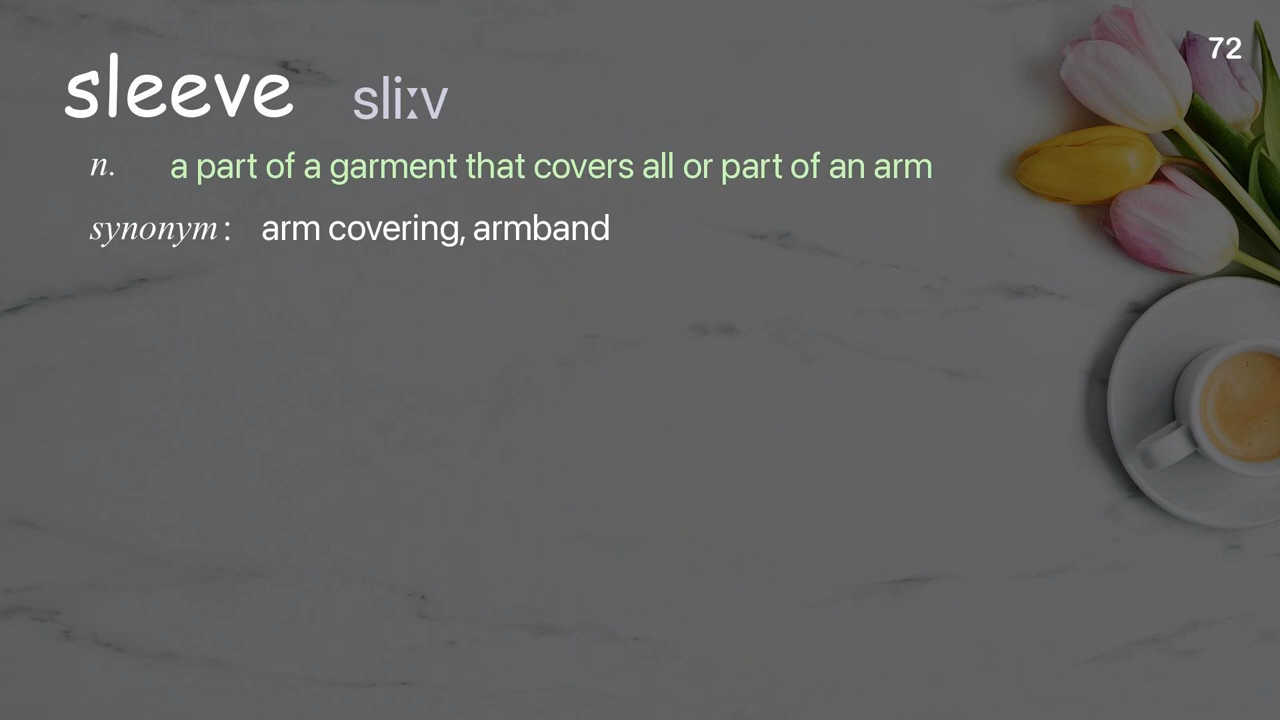 72
sleeve sliːv
n. a part of a garment that covers all or part of an arm
synonym : arm covering, armband